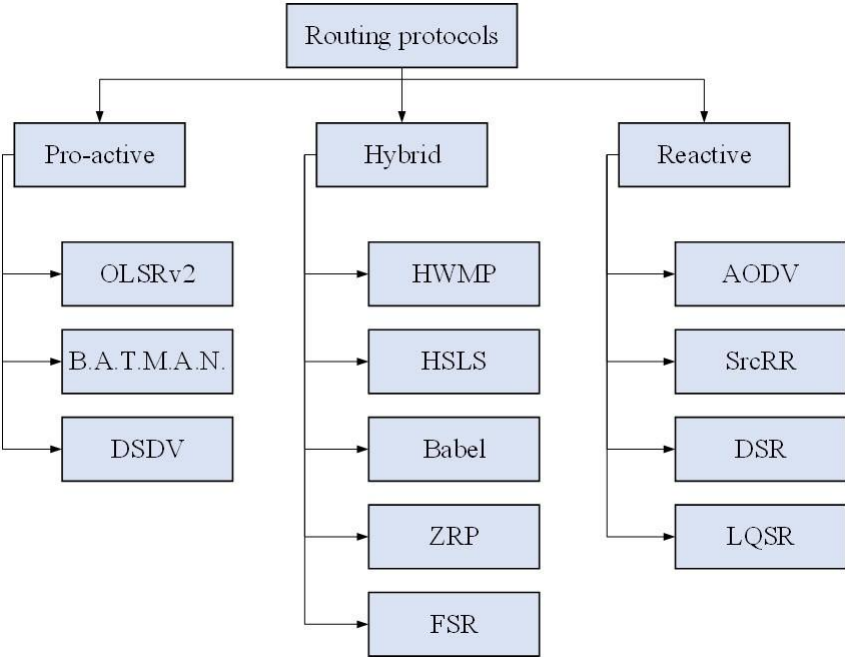 Routing protocols
Pro-active
Hybrid
Reactive
OLSRv2
B.A.T.M.A.N.
DSDV
HWMP
HSLS
Babel
ZRP
FSR
AODV
SrcRR
DSR
LQSR